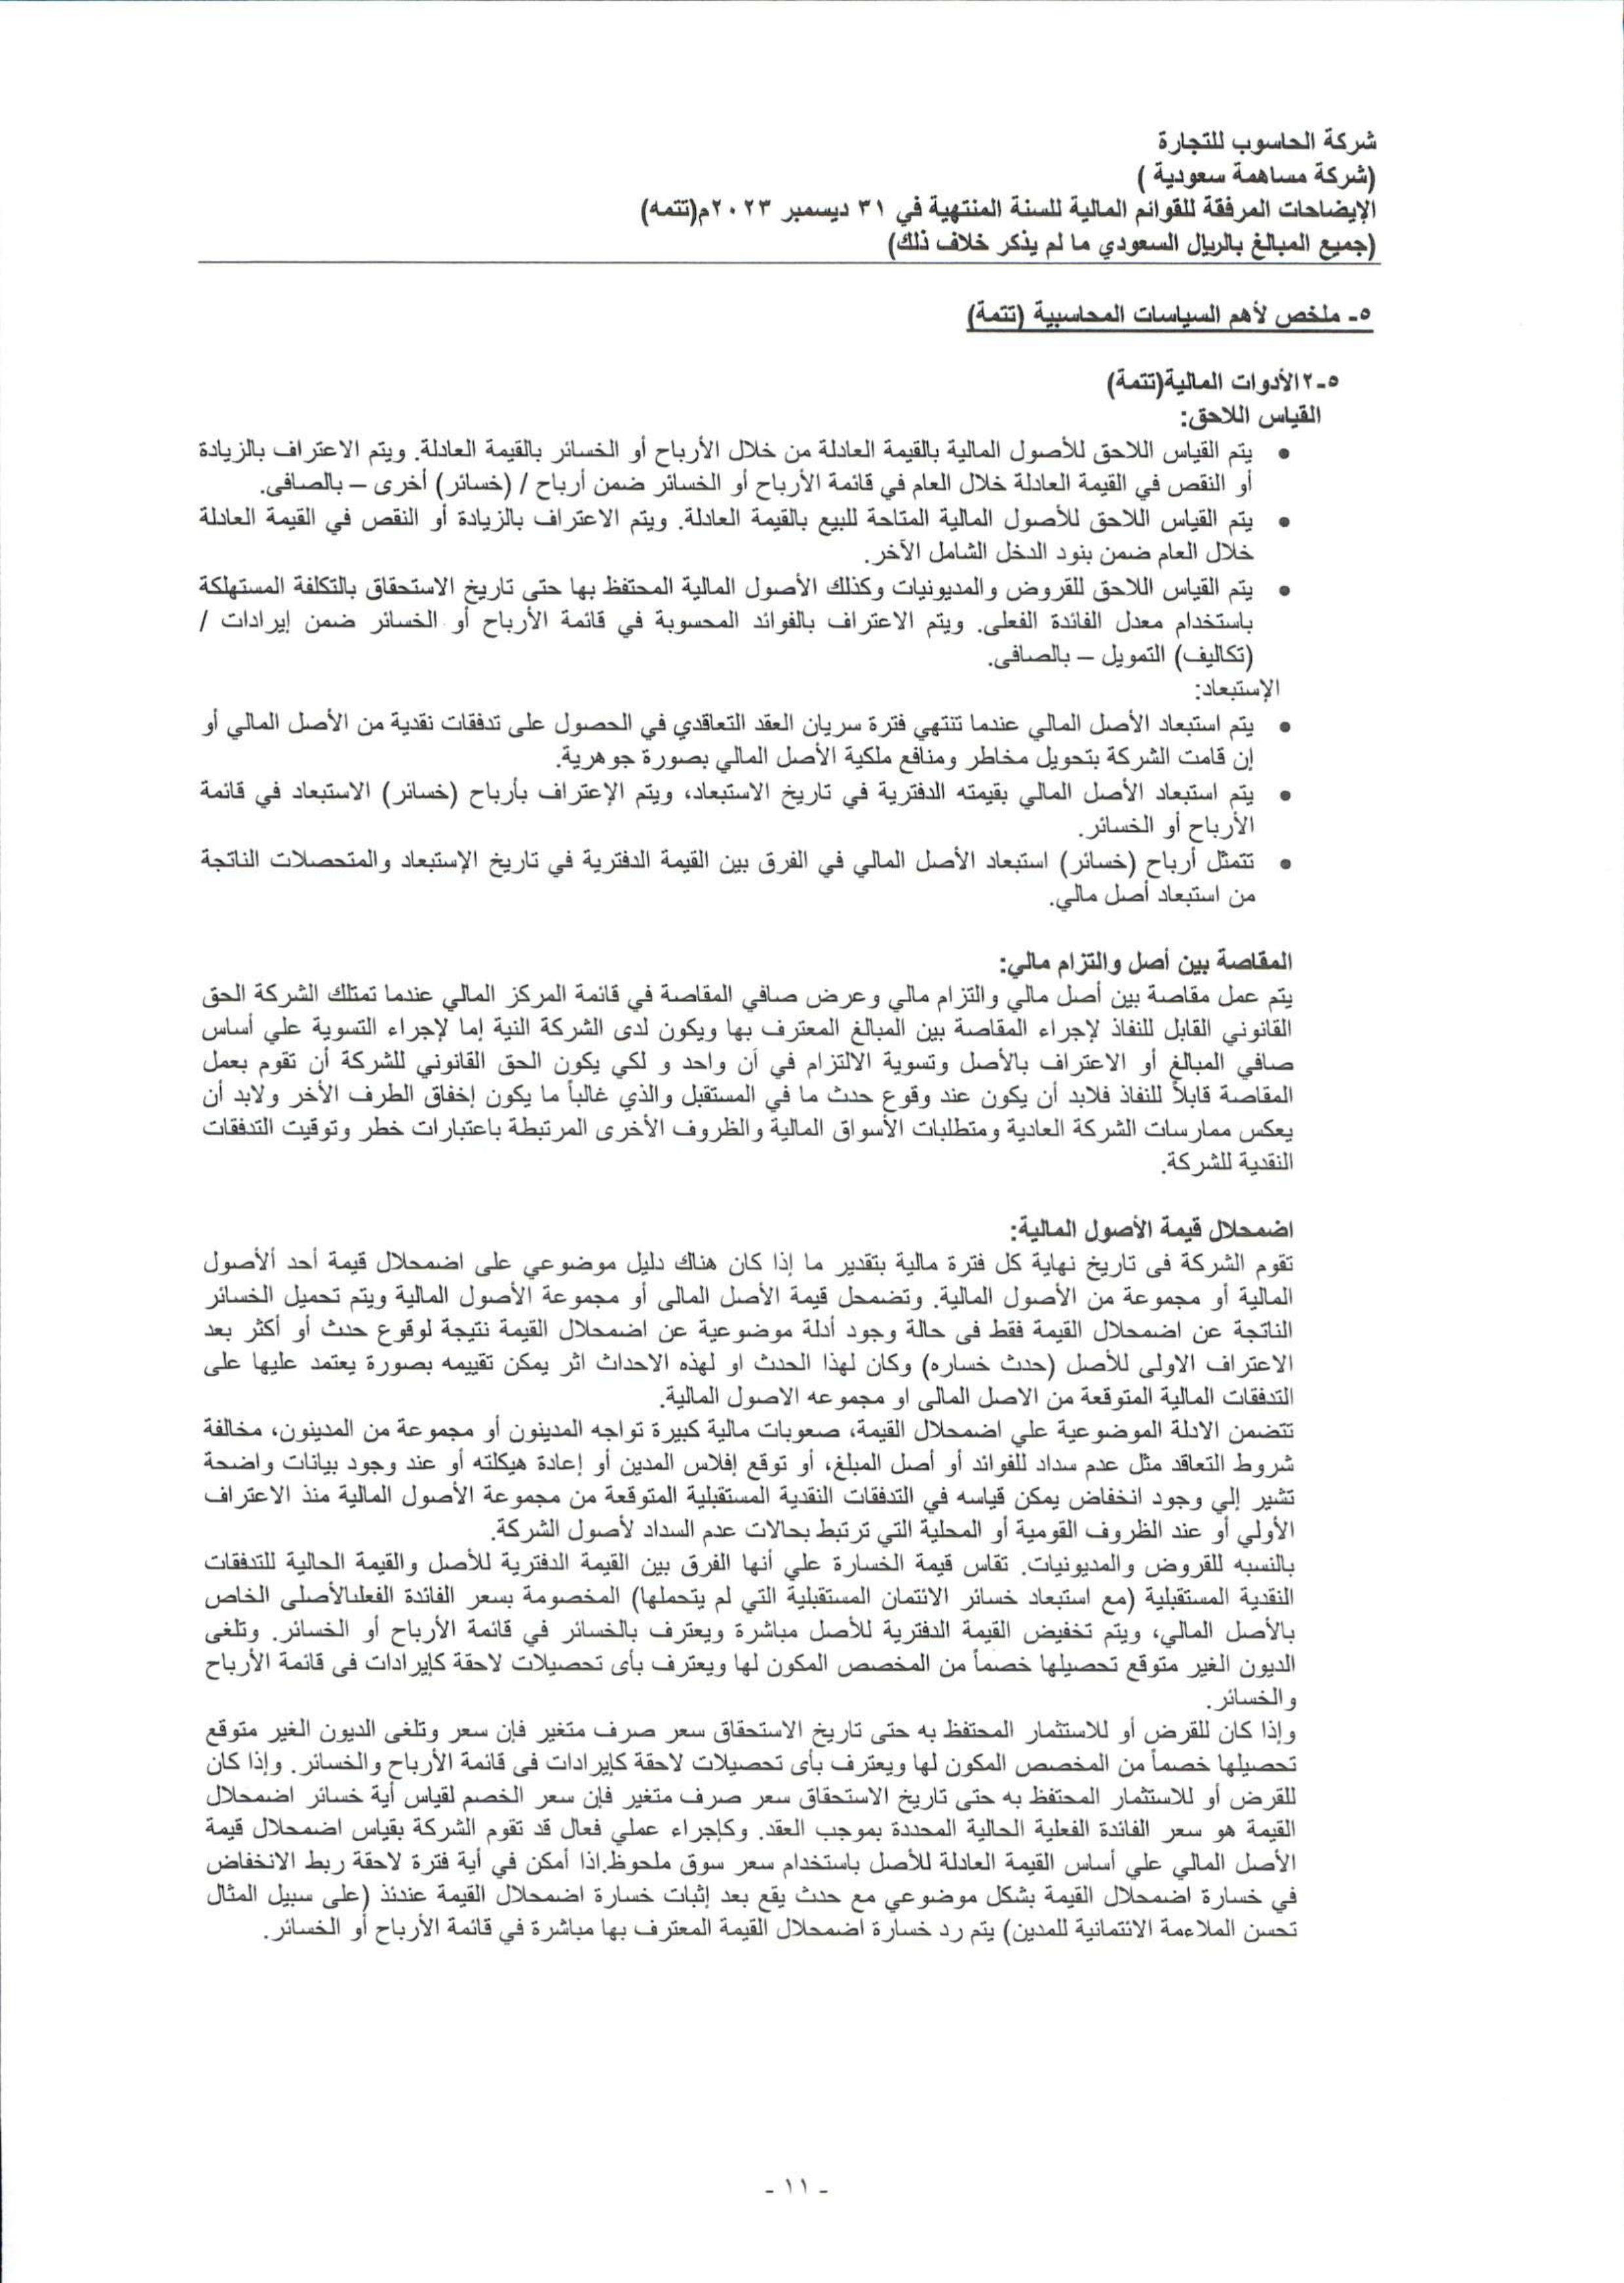 شركة الحاسوب للتجارة
(شركة مساهمة سعودية )
الإيضاحات المرفقة للقوائم المالية للسنة المنتهية في ٣١ ديسمبر ٢٠٢٣م(تتمه)
(جميع المبالغ بالريال السعودي ما لم يذكر خلاف ذلك)
٥- ملخص لأهم السياسات المحاسبية (تتمة)
٥-٢الأدوات المالية(تتمة)
القياس اللاحق:
• يتم القياس اللاحق للأصول المالية بالقيمة العادلة من خلال الأرباح أو الخسائر بالقيمة العادلة. ويتم الاعتراف بالزيادة
أو النقص في القيمة العادلة خلال العام في قائمة الأرباح أو الخسائر ضمن أرباح / (خسائر) أخرى – بالصافى.
• يتم القياس اللاحق للأصول المالية المتاحة للبيع بالقيمة العادلة. ويتم الاعتراف بالزيادة أو النقص في القيمة العادلة
خلال العام ضمن بنود الدخل الشامل الآخر.
• يتم القياس اللاحق للقروض والمديونيات وكذلك الأصول المالية المحتفظ بها حتى تاريخ الاستحقاق بالتكلفة المستهلكة
باستخدام معدل الفائدة الفعلى. ويتم الاعتراف بالفوائد المحسوبة في قائمة الأرباح أو الخسائر ضمن إيرادات /
(تكاليف) التمويل – بالصافى.
الإستبعاد:
• يتم استبعاد الأصل المالي عندما تنتهي فترة سريان العقد التعاقدي في الحصول على تدفقات نقدية من الأصل المالي أو
إن قامت الشركة بتحويل مخاطر ومنافع ملكية الأصل المالي بصورة جوهرية.
• يتم استبعاد الأصل المالي بقيمته الدفترية في تاريخ الاستبعاد، ويتم الإعتراف بأرباح (خسائر) الاستبعاد في قائمة
الأرباح أو الخسائر.
• تتمثل أرباح (خسائر) استبعاد الأصل المالي في الفرق بين القيمة الدفترية في تاريخ الإستبعاد والمتحصلات الناتجة
من استبعاد أصل مالي.
المقاصة بين أصل والتزام مالي:
يتم عمل مقاصة بين أصل مالي والتزام مالي وعرض صافي المقاصة في قائمة المركز المالي عندما تمتلك الشركة الحق
القانوني القابل للنفاذ لإجراء المقاصة بين المبالغ المعترف بها ويكون لدى الشركة النية إما لإجراء التسوية علي أساس
صافي المبالغ أو الاعتراف بالأصل وتسوية الالتزام في أن واحد و لكي يكون الحق القانوني للشركة أن تقوم بعمل
المقاصة قابلاً للنفاذ فلابد أن يكون عند وقوع حدث ما في المستقبل والذي غالباً ما يكون إخفاق الطرف الأخر ولابد أن
يعكس ممارسات الشركة العادية ومتطلبات الأسواق المالية والظروف الأخرى المرتبطة باعتبارات خطر وتوقيت التدفقات
النقدية للشركة.
اضمحلال قيمة الأصول المالية:
تقوم الشركة فى تاريخ نهاية كل فترة مالية بتقدير ما إذا كان هناك دليل موضوعي على اضمحلال قيمة أحد ألأصول
المالية أو مجموعة من الأصول المالية. وتضمحل قيمة الأصل المالى أو مجموعة الأصول المالية ويتم تحميل الخسائر
الناتجة عن اضمحلال القيمة فقط فى حالة وجود أدلة موضوعية عن اضمحلال القيمة نتيجة لوقوع حدث أو أكثر بعد
الاعتراف الاولى للأصل (حدث خساره) وكان لهذا الحدث او لهذه الاحداث اثر يمكن تقييمه بصورة يعتمد عليها على
التدفقات المالية المتوقعة من الاصل المالى او مجموعه الاصول المالية.
تتضمن الادلة الموضوعية علي اضمحلال القيمة، صعوبات مالية كبيرة تواجه المدينون أو مجموعة من المدينون، مخالفة
شروط التعاقد مثل عدم سداد للفوائد أو أصل المبلغ، أو توقع إفلاس المدين أو إعادة هيكلته أو عند وجود بيانات واضحة
تشير إلي وجود انخفاض يمكن قياسه في التدفقات النقدية المستقبلية المتوقعة من مجموعة الأصول المالية منذ الاعتراف
الأولي أو عند الظروف القومية أو المحلية التي ترتبط بحالات عدم السداد لأصول الشركة.
بالنسبه للقروض والمديونيات. تقاس قيمة الخسارة علي أنها الفرق بين القيمة الدفترية للأصل والقيمة الحالية للتدفقات
النقدية المستقبلية (مع استبعاد خسائر الائتمان المستقبلية التي لم يتحملها) المخصومة بسعر الفائدة الفعلىالأصلى الخاص
بالأصل المالي، ويتم تخفيض القيمة الدفترية للأصل مباشرة ويعترف بالخسائر في قائمة الأرباح أو الخسائر. وتلغى
الديون الغير متوقع تحصيلها خصماً من المخصص المكون لها ويعترف بأى تحصيلات لاحقة كإيرادات فى قائمة الأرباح
والخسائر.
وإذا كان للقرض أو للاستثمار المحتفظ به حتى تاريخ الاستحقاق سعر صرف متغير فإن سعر وتلغى الديون الغير متوقع
تحصيلها خصماً من المخصص المكون لها ويعترف بأى تحصيلات لاحقة كإيرادات فى قائمة الأرباح والخسائر. وإذا كان
للقرض أو للاستثمار المحتفظ به حتى تاريخ الاستحقاق سعر صرف متغير فإن سعر الخصم لقياس أية خسائر اضمحلال
القيمة هو سعر الفائدة الفعلية الحالية المحددة بموجب العقد. وكإجراء عملي فعال قد تقوم الشركة بقياس اضمحلال قيمة
الأصل المالي علي أساس القيمة العادلة للأصل باستخدام سعر سوق ملحوظ.اذا أمكن في أية فترة لاحقة ربط الانخفاض
في خسارة اضمحلال القيمة بشكل موضوعي مع حدث يقع بعد إثبات خسارة اضمحلال القيمة عندئذ (على سبيل المثال
تحسن الملاءمة الائتمانية للمدين) يتم رد خسارة اضمحلال القيمة المعترف بها مباشرة في قائمة الأرباح أو الخسائر.
- ١١ -